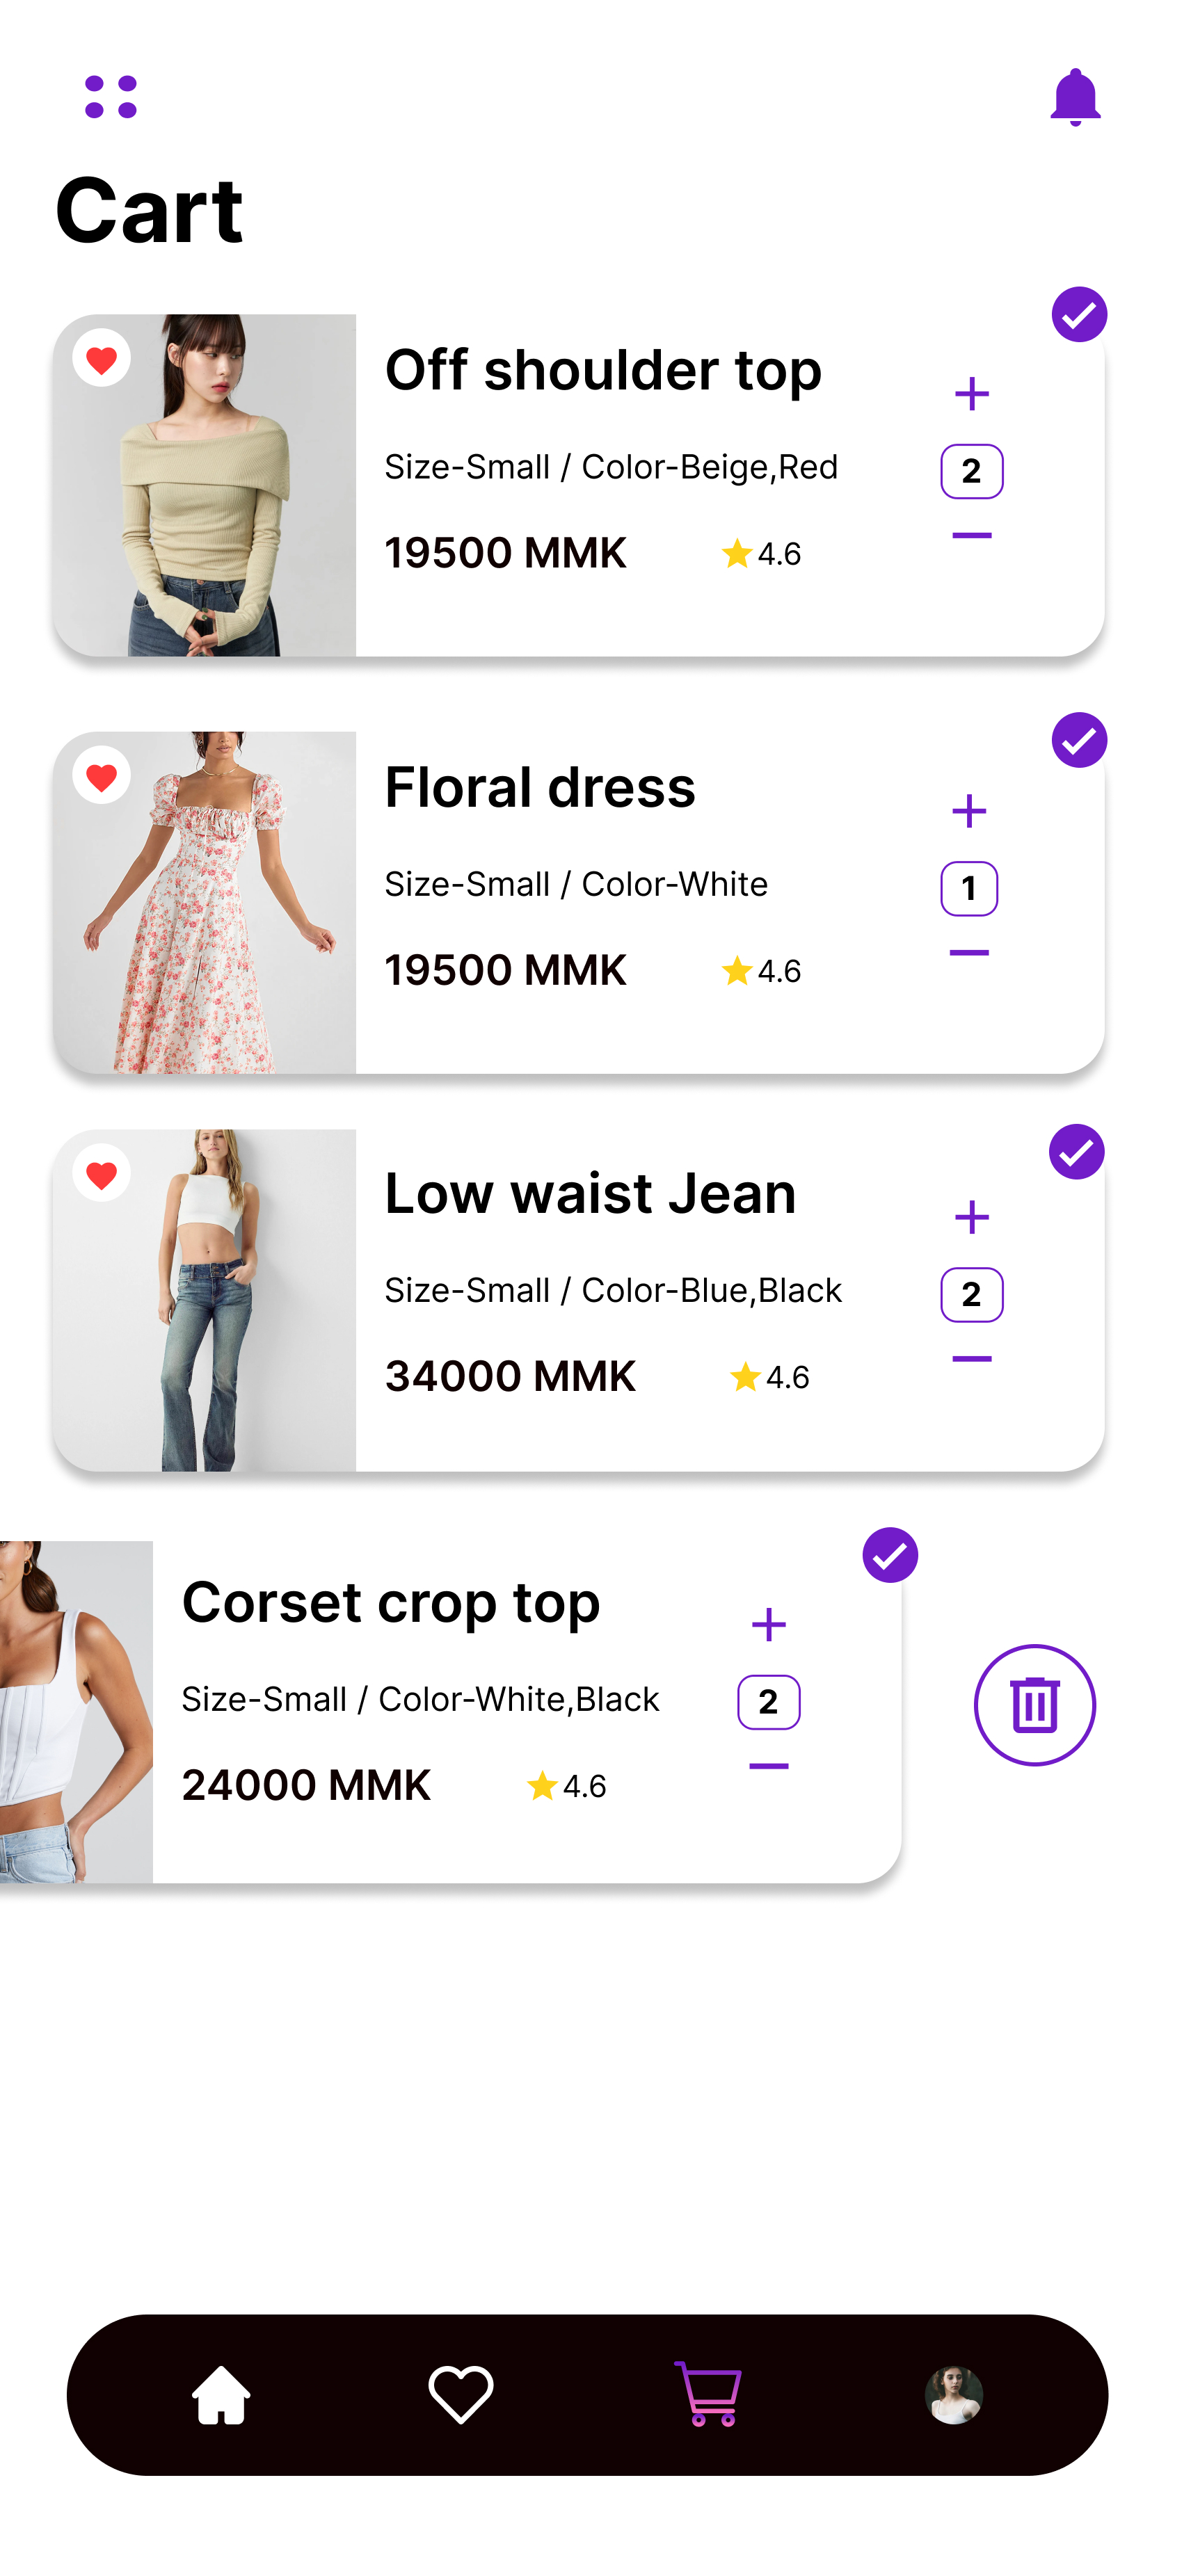 Cart
Off shoulder top
Size-Small / Color-Beige,Red
2
19500 MMK
4.6
Floral dress
Size-Small / Color-White
1
19500 MMK
4.6
Low waist Jean
Size-Small / Color-Blue,Black
2
34000 MMK
4.6
Corset crop top
Size-Small / Color-White,Black
2
24000 MMK
4.6